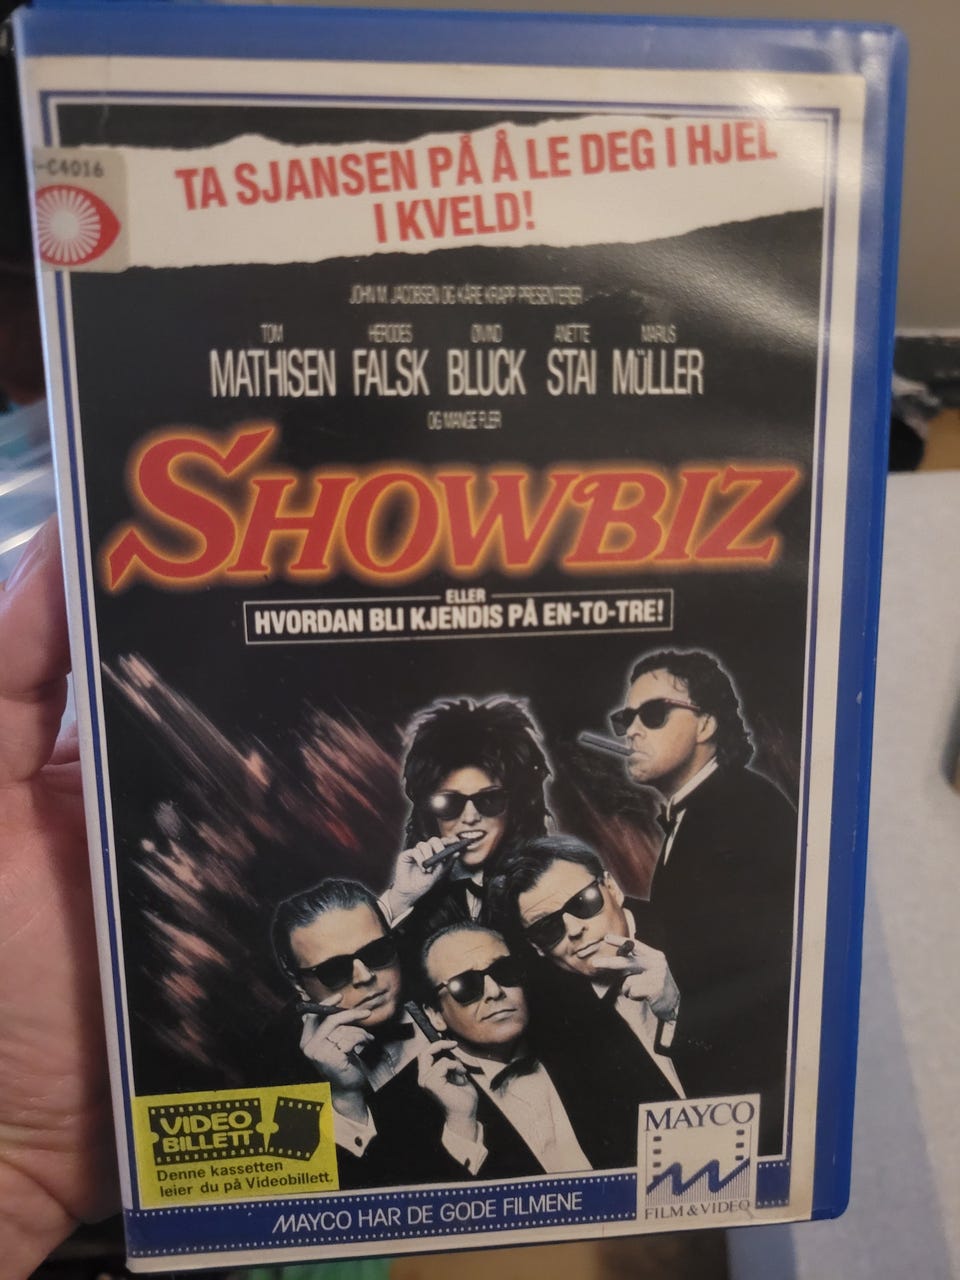 -C4016
TA SJANSEN PÅ Å LE DEG I HJEL
I KVELD!
JOHN M. JACOBSEN OG KÅRE KRAPP PRESENTERER
TOM HERODES ØIVIND ANETTE MARIUS
MATHISEN FALSK BLUCK STAI MÜLLER
OG MANGE FLER
SHOWBIZ
ELLER
HVORDAN BLI KJENDIS PÅ EN-TO-TRE!
VIDEO
BILLETT
Denne kassetten
leier du på Videobillett.
MAYCO
FILM & VIDEO
MAYCO HAR DE GODE FILMENE